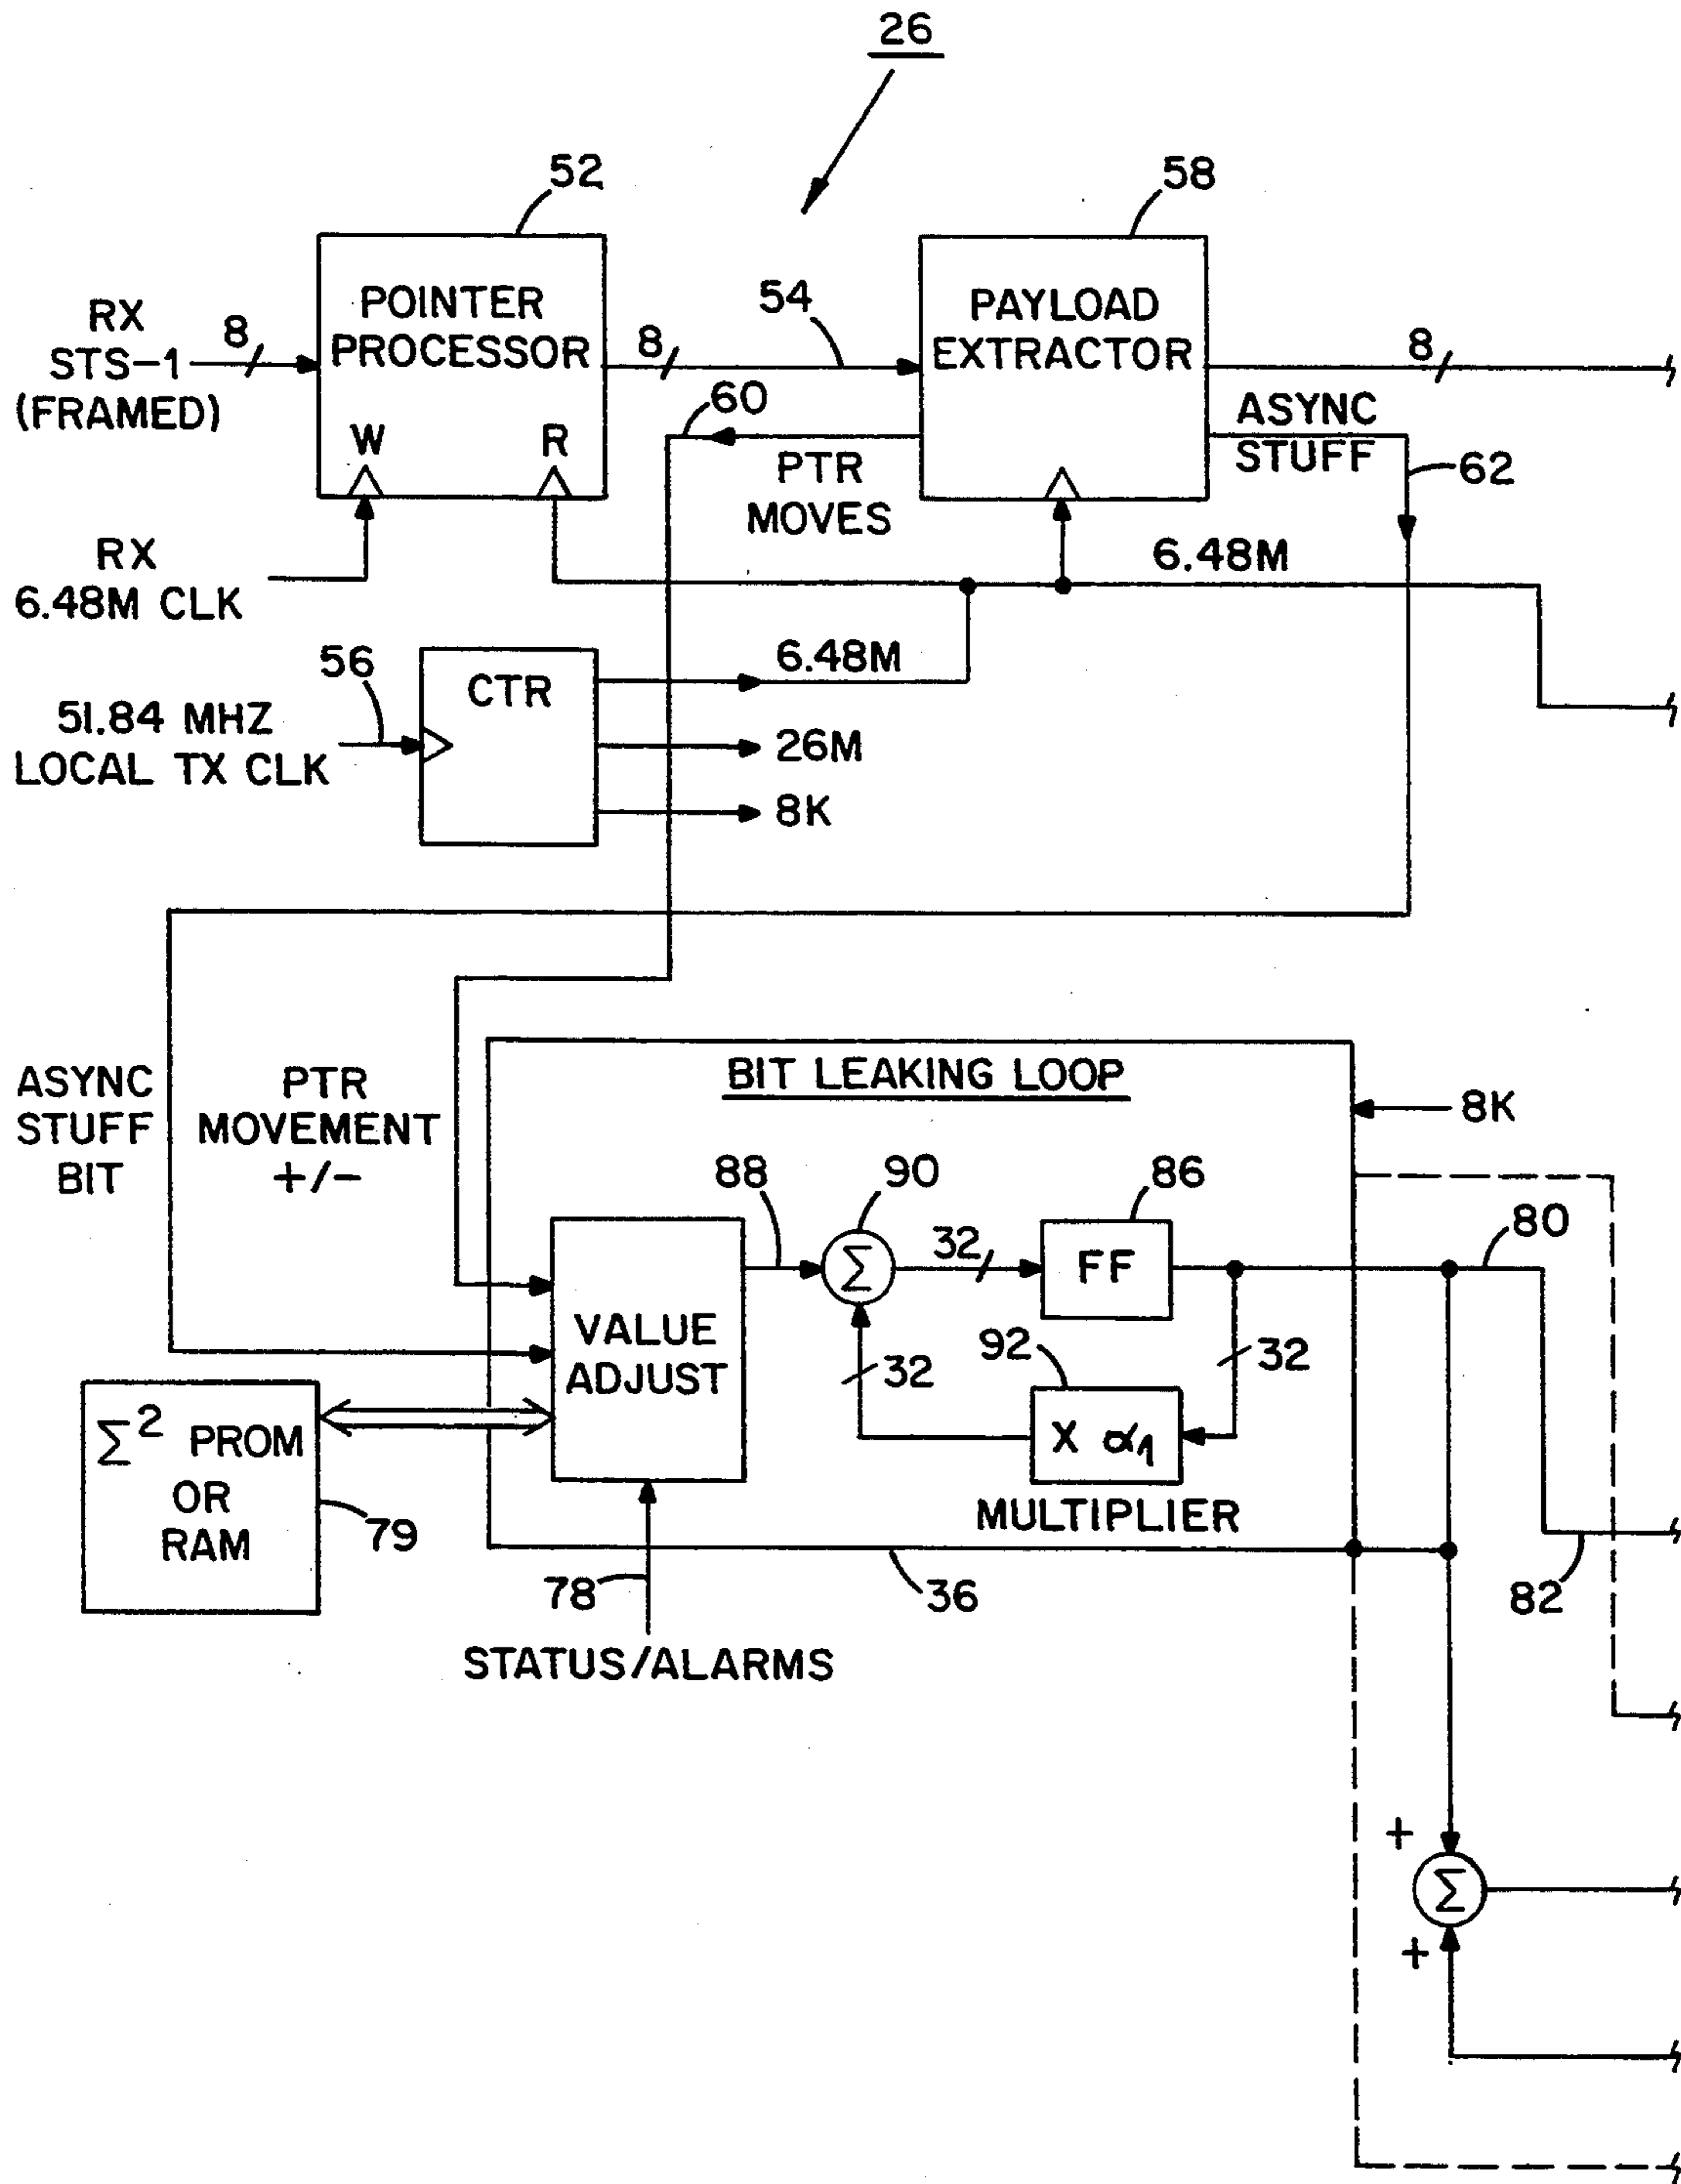 26
52
58
POINTER
PROCESSOR
PAYLOAD
EXTRACTOR
RX
STS-1
(FRAMED)
8
8
54
8
W
R
60
PTR
MOVES
ASYNC
STUFF
62
RX
6.48M CLK
6.48M
56
CTR
6.48M
51.84 MHZ
LOCAL TX CLK
26M
8K
ASYNC
STUFF
BIT
PTR
MOVEMENT
+/-
BIT LEAKING LOOP
8K
88
90
86
80
Σ
32
FF
VALUE
ADJUST
92
32
32
X α1
MULTIPLIER
Σ2 PROM
OR
RAM
79
78
36
82
STATUS/ALARMS
+
Σ
+